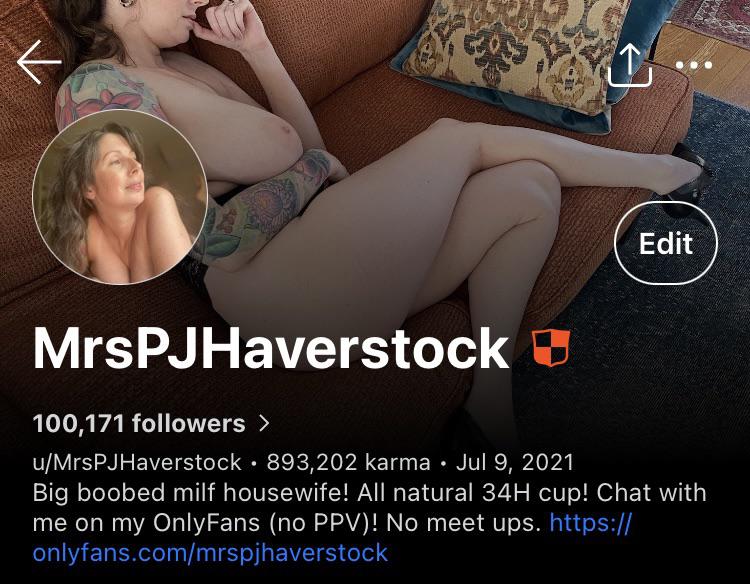 Edit
MrsPJHaverstock
100,171 followers >
u/MrsPJHaverstock • 893,202 karma • Jul 9, 2021
Big boobed milf housewife! All natural 34H cup! Chat with
me on my OnlyFans (no PPV)! No meet ups. https://
onlyfans.com/mrspjhaverstock